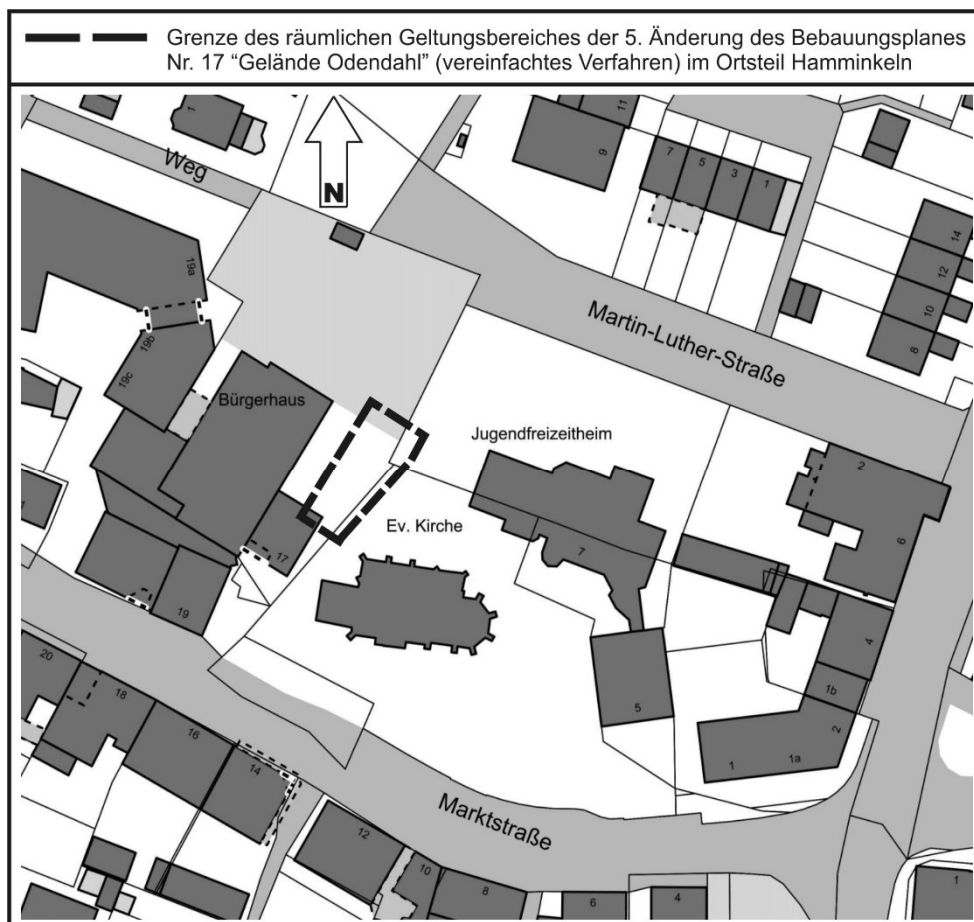 Grenze des räumlichen Geltungsbereiches der 5. Änderung des Bebauungsplanes
Nr. 17 “Gelände Odendahl” (vereinfachtes Verfahren) im Ortsteil Hamminkeln
1
Weg
N
11
9
7
5
3
1
14
12
10
8
19a
19b
19c
Martin-Luther-Straße
Bürgerhaus
Jugendfreizeitheim
2
6
Ev. Kirche
17
7
19
4
1b
2
5
1
1a
20
18
16
14
Marktstraße
12
10
8
6
4
1